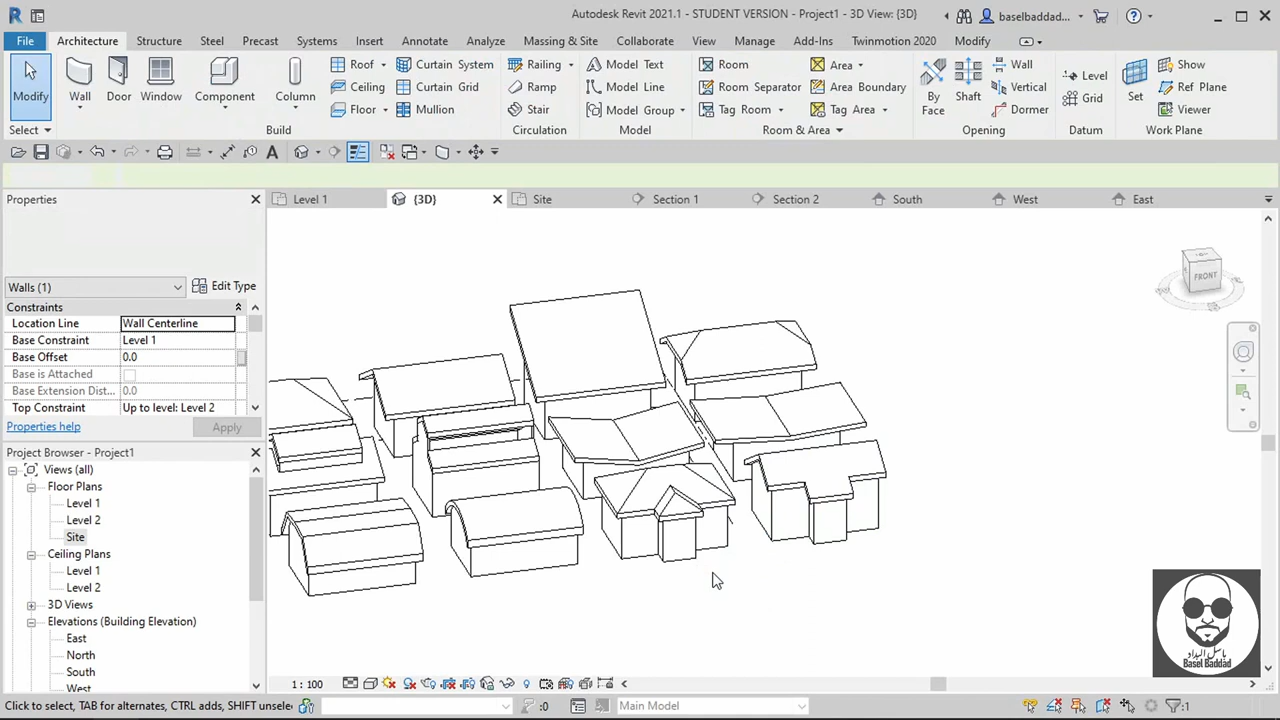 Autodesk Revit 2021.1 - STUDENT VERSION - Project1 - 3D View: {3D}
baselbaddad...
File Architecture Structure Steel Precast Systems Insert Annotate Analyze Massing & Site Collaborate View Manage Add-Ins Twinmotion 2020 Modify
Modify Wall Door Window Component Column
Roof Curtain System Railing Model Text Room Area By Face Shaft Wall Level Set Show
Ceiling Curtain Grid Ramp Model Line Room Separator Area Boundary Vertical Grid Ref Plane
Floor Mullion Stair Model Group Tag Room Tag Area Dormer Viewer
Select Build Circulation Model Room & Area Opening Datum Work Plane
Properties
Level 1 {3D} Site Section 1 Section 2 South West East
Walls (1) Edit Type
Constraints
Location Line Wall Centerline
Base Constraint Level 1
Base Offset 0.0
Base is Attached
Base Extension Dist... 0.0
Top Constraint Up to level: Level 2
Properties help Apply
Project Browser - Project1
Views (all)
Floor Plans
Level 1
Level 2
Site
Ceiling Plans
Level 1
Level 2
3D Views
Elevations (Building Elevation)
East
North
South
West
FRONT
باسل البداد
Basel Baddad
1 : 100
Click to select, TAB for alternates, CTRL adds, SHIFT unselec :0 Main Model :1